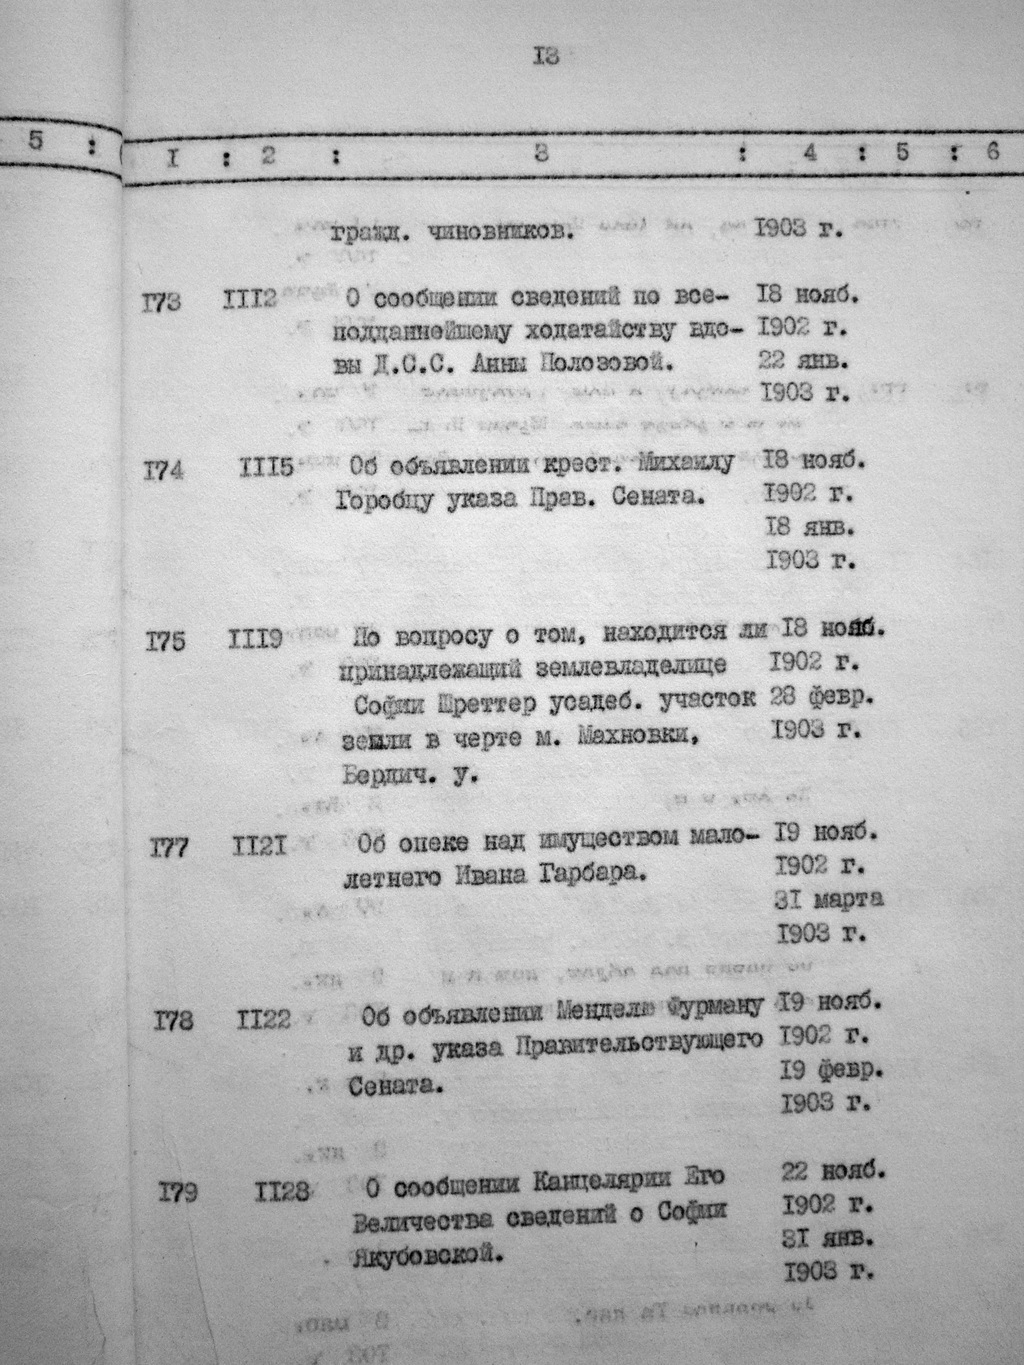 13
5 :
I : 2 : 3 : 4 : 5 : 6
гражд. чиновников. I903 г.
I73 III2 О сообщении сведений по все- I8 нояб.
подданнейшему ходатайству вдо- I902 г.
вы Д.С.С. Анны Полозовой. 22 янв.
I903 г.
I74 III5 Об объявлении крест. Михаилу I8 нояб.
Горобцу указа Прав. Сената. I902 г.
I8 янв.
I903 г.
I75 III9 По вопросу о том, находится ли I8 нояб.
принадлежащий землевладелице I902 г.
Софии Шреттер усадеб. участок 28 февр.
земли в черте м. Махновки, I903 г.
Бердич. у.
I77 II2I Об опеке над имуществом мало- I9 нояб.
летнего Ивана Гарбара. I902 г.
3I марта
I903 г.
I78 II22 Об объявлении Менделю Фурману I9 нояб.
и др. указа Правительствующего I902 г.
Сената. I9 февр.
I903 г.
I79 II28 О сообщении Канцелярии Его 22 нояб.
Величества сведений о Софии I902 г.
Якубовской. 3I янв.
I903 г.